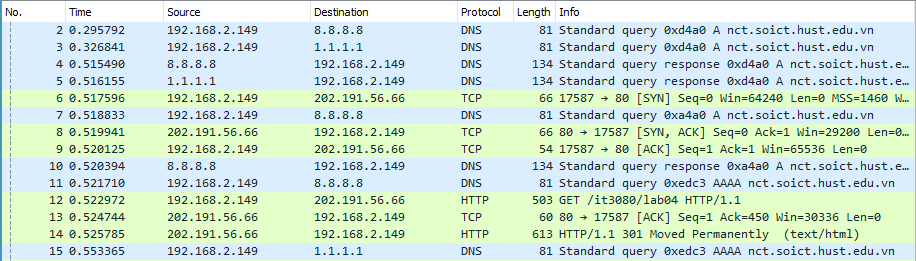 No. Time Source Destination Protocol Length Info
2 0.295792 192.168.2.149 8.8.8.8 DNS 81 Standard query 0xd4a0 A nct.soict.hust.edu.vn
3 0.326841 192.168.2.149 1.1.1.1 DNS 81 Standard query 0xd4a0 A nct.soict.hust.edu.vn
4 0.515490 8.8.8.8 192.168.2.149 DNS 134 Standard query response 0xd4a0 A nct.soict.hust.e…
5 0.516155 1.1.1.1 192.168.2.149 DNS 134 Standard query response 0xd4a0 A nct.soict.hust.e…
6 0.517596 192.168.2.149 202.191.56.66 TCP 66 17587 → 80 [SYN] Seq=0 Win=64240 Len=0 MSS=1460 W…
7 0.518833 192.168.2.149 8.8.8.8 DNS 81 Standard query 0xa4a0 A nct.soict.hust.edu.vn
8 0.519941 202.191.56.66 192.168.2.149 TCP 66 80 → 17587 [SYN, ACK] Seq=0 Ack=1 Win=29200 Len=0…
9 0.520125 192.168.2.149 202.191.56.66 TCP 54 17587 → 80 [ACK] Seq=1 Ack=1 Win=65536 Len=0
10 0.520394 8.8.8.8 192.168.2.149 DNS 134 Standard query response 0xa4a0 A nct.soict.hust.e…
11 0.521710 192.168.2.149 8.8.8.8 DNS 81 Standard query 0xedc3 AAAA nct.soict.hust.edu.vn
12 0.522972 192.168.2.149 202.191.56.66 HTTP 503 GET /it3080/lab04 HTTP/1.1
13 0.524744 202.191.56.66 192.168.2.149 TCP 60 80 → 17587 [ACK] Seq=1 Ack=450 Win=30336 Len=0
14 0.525785 202.191.56.66 192.168.2.149 HTTP 613 HTTP/1.1 301 Moved Permanently (text/html)
15 0.553365 192.168.2.149 1.1.1.1 DNS 81 Standard query 0xedc3 AAAA nct.soict.hust.edu.vn